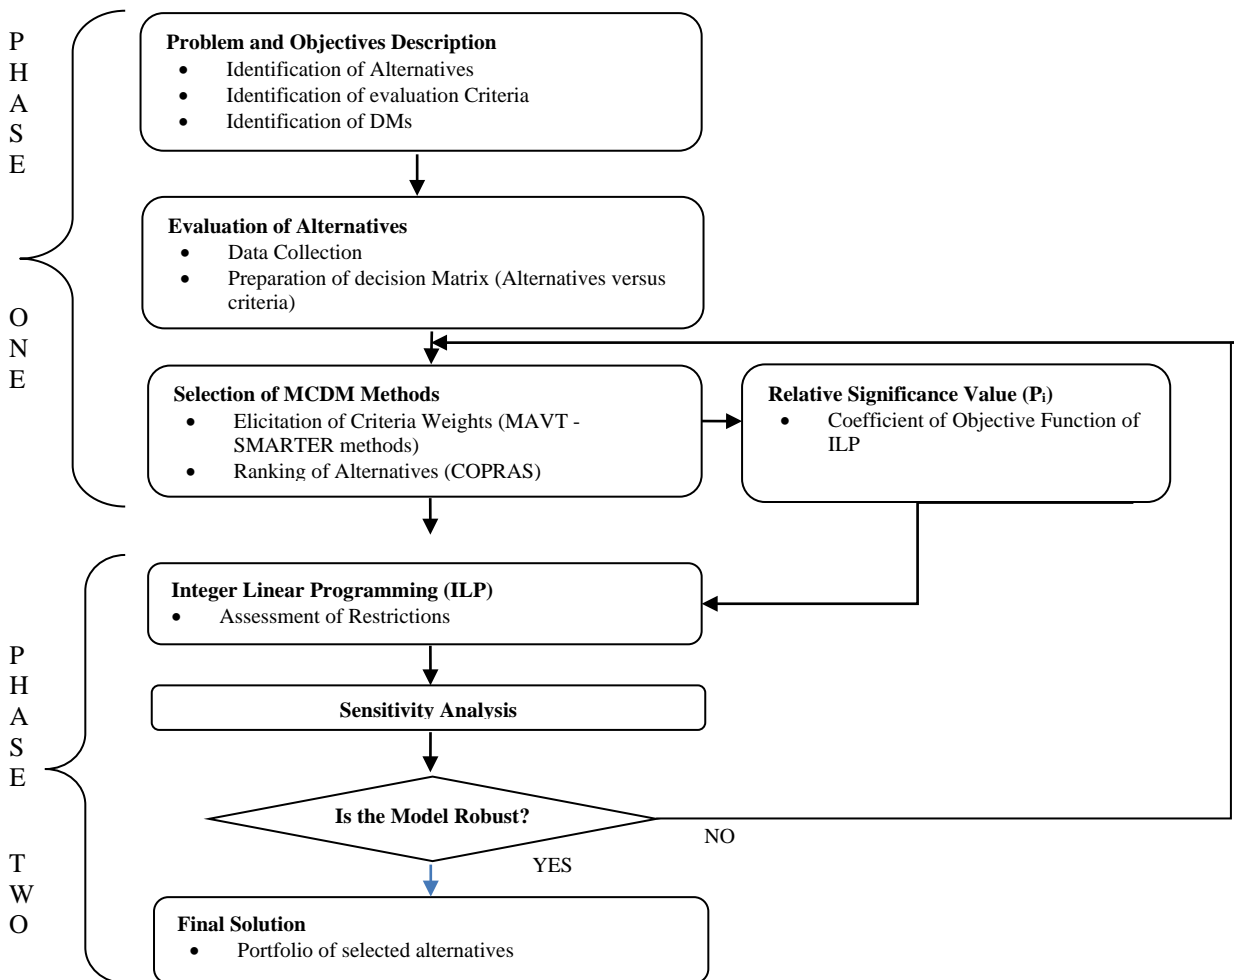 P
H
A
S
E
O
N
E
Problem and Objectives Description
• Identification of Alternatives
• Identification of evaluation Criteria
• Identification of DMs
Evaluation of Alternatives
• Data Collection
• Preparation of decision Matrix (Alternatives versus
criteria)
Selection of MCDM Methods
• Elicitation of Criteria Weights (MAVT -
SMARTER methods)
• Ranking of Alternatives (COPRAS)
Relative Significance Value (Pᵢ)
• Coefficient of Objective Function of
ILP
P
H
A
S
E
T
W
O
Integer Linear Programming (ILP)
• Assessment of Restrictions
Sensitivity Analysis
Is the Model Robust?
NO
YES
Final Solution
• Portfolio of selected alternatives